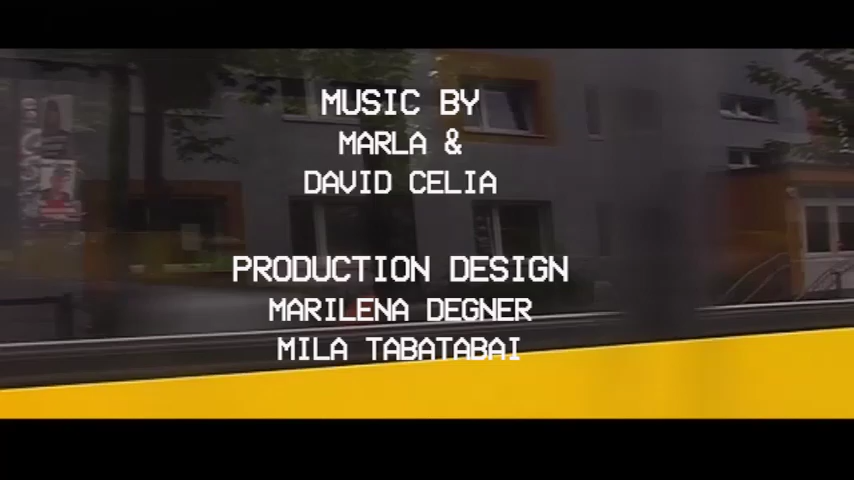 MUSIC BY
MARLA &
DAVID CELIA
PRODUCTION DESIGN
MARILENA DEGNER
MILA TABATABAI